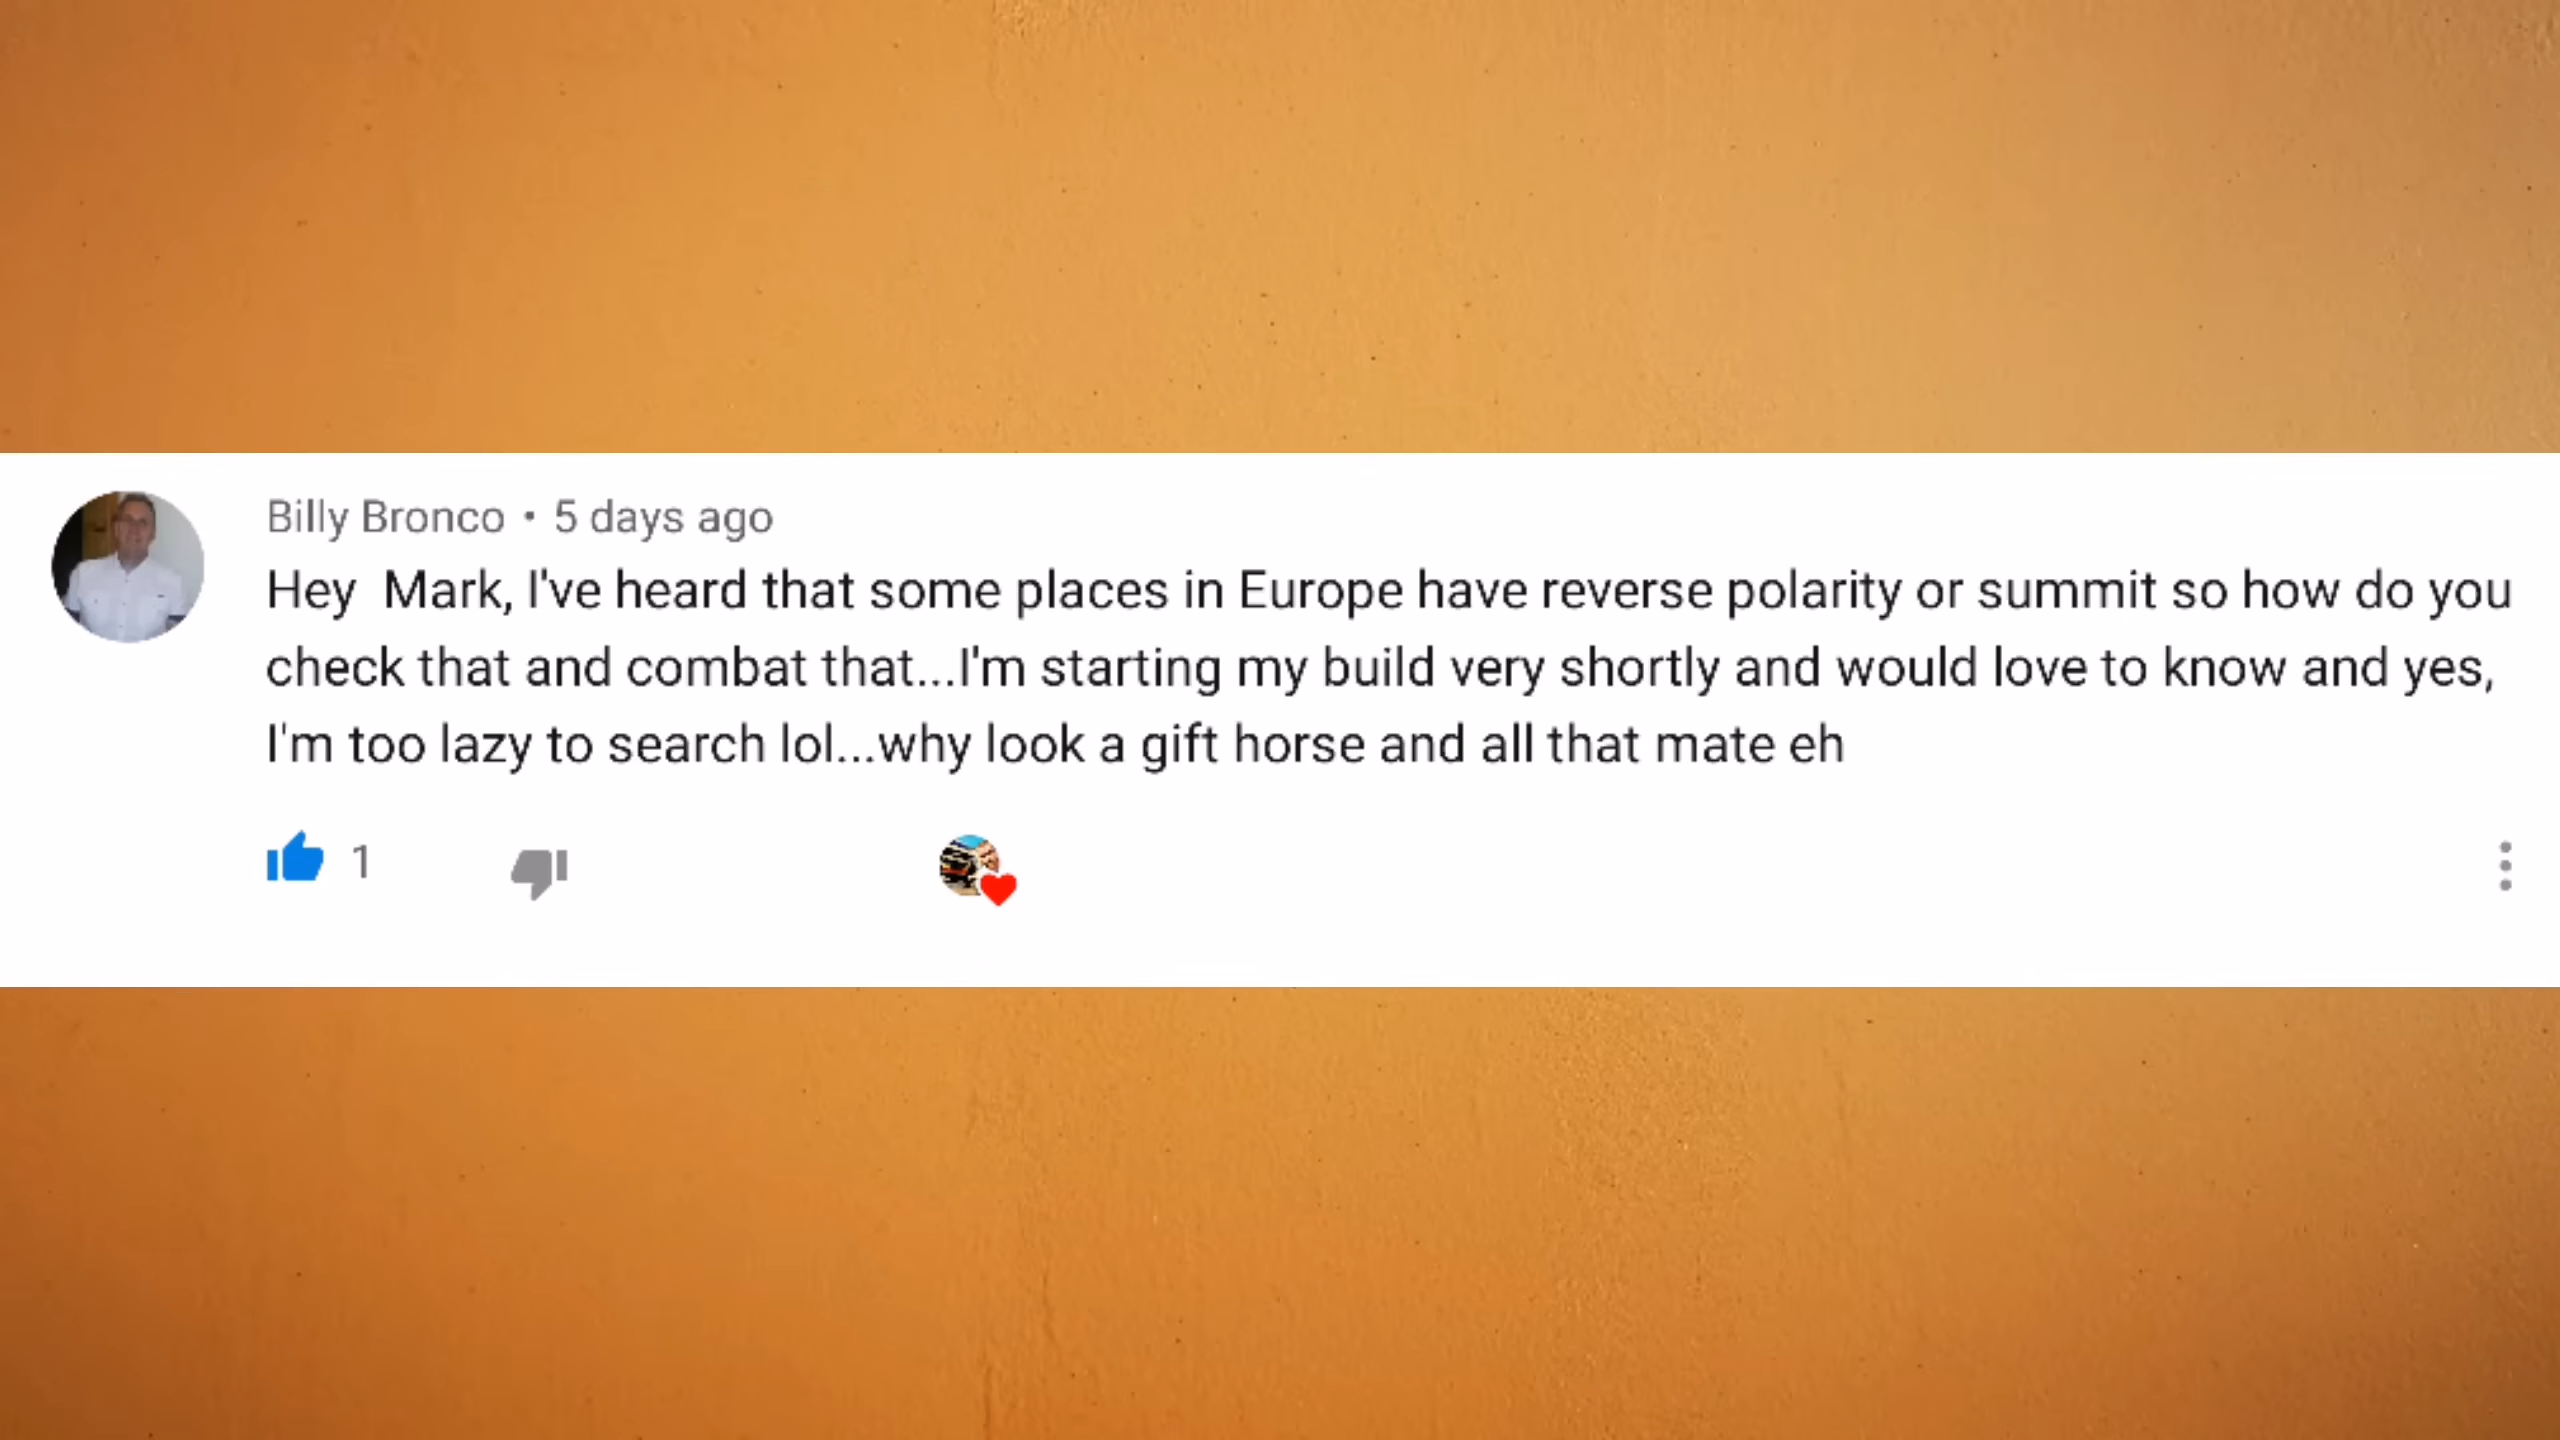 Billy Bronco • 5 days ago
Hey  Mark, I've heard that some places in Europe have reverse polarity or summit so how do you
check that and combat that...I'm starting my build very shortly and would love to know and yes,
I'm too lazy to search lol...why look a gift horse and all that mate eh
1